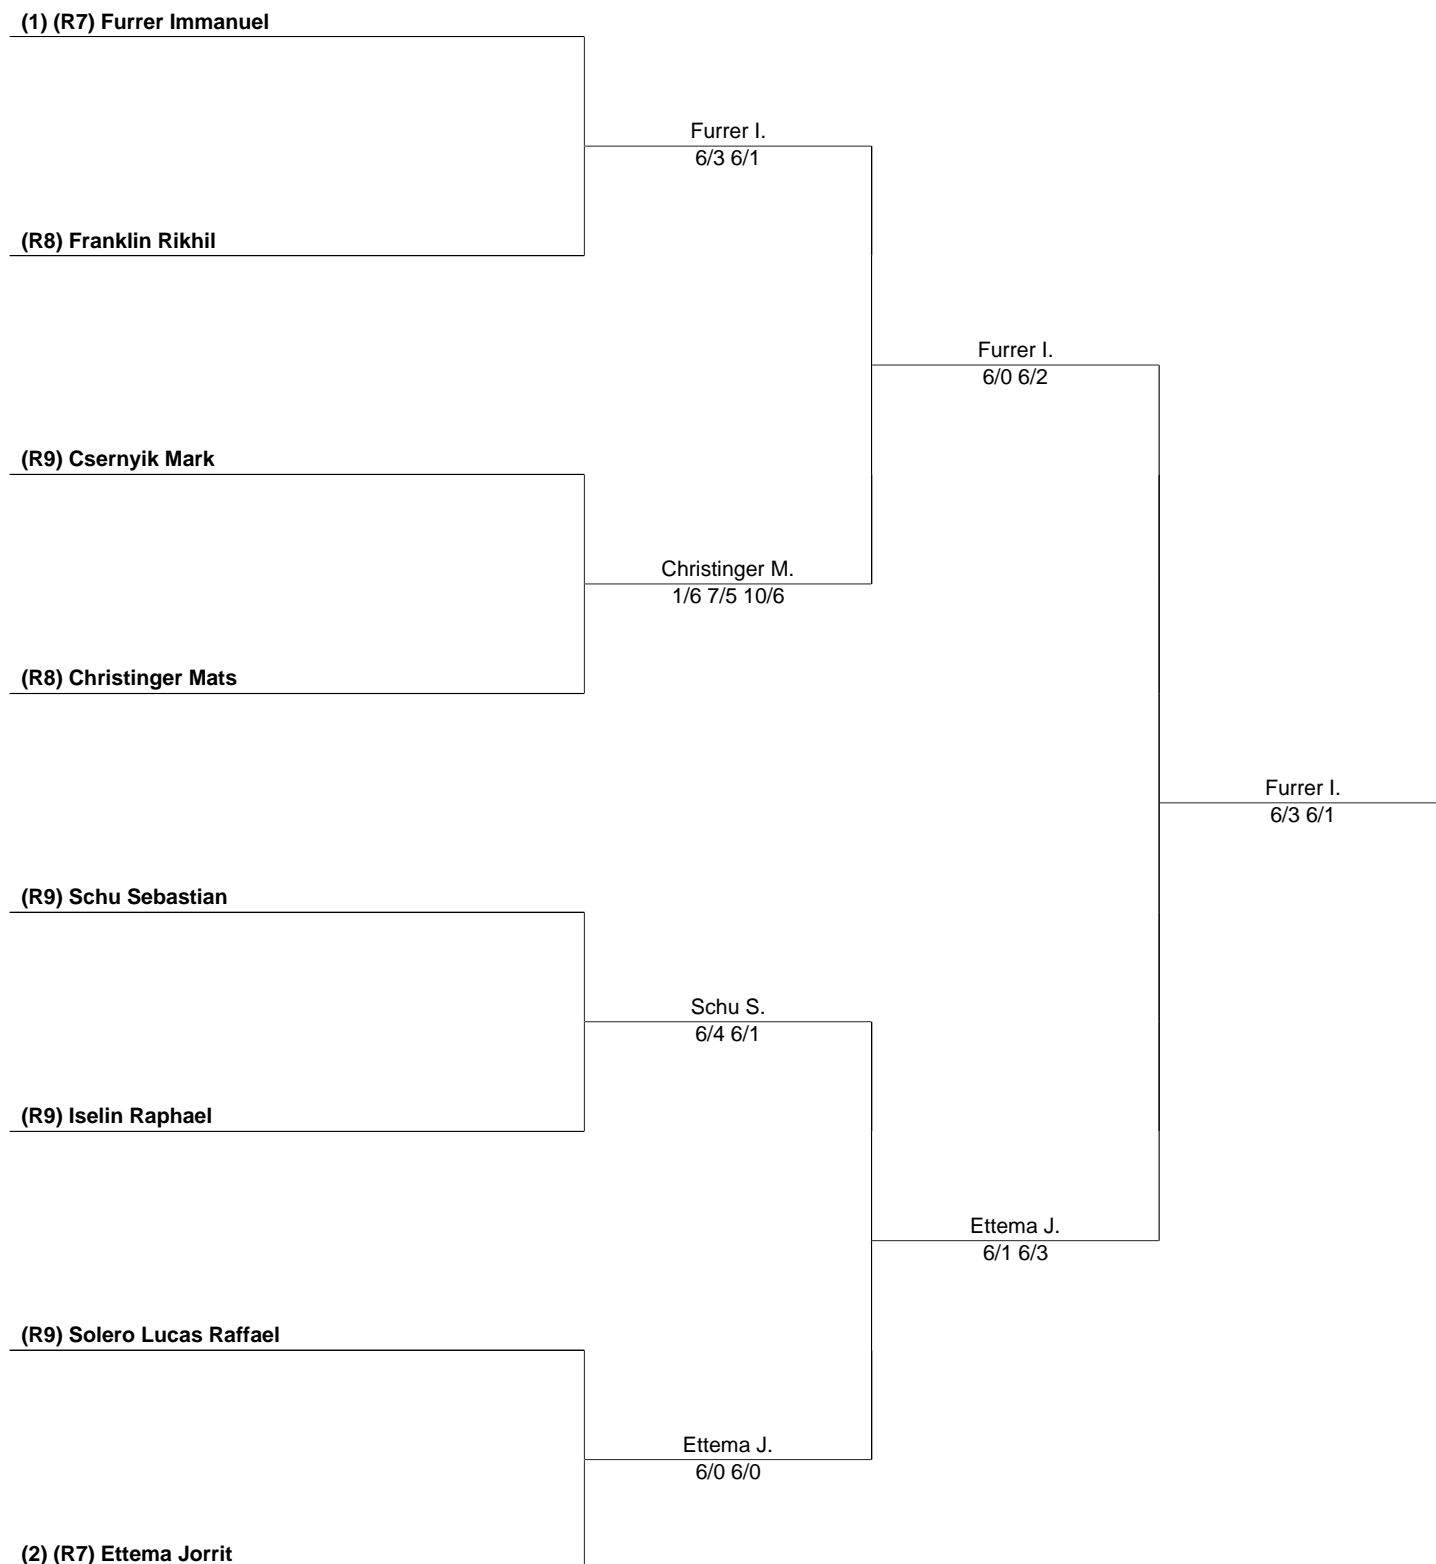 (1) (R7) Furrer Immanuel
Furrer I.
6/3 6/1
(R8) Franklin Rikhil
Furrer I.
6/0 6/2
(R9) Csernyik Mark
Christinger M.
1/6 7/5 10/6
(R8) Christinger Mats
Furrer I.
6/3 6/1
(R9) Schu Sebastian
Schu S.
6/4 6/1
(R9) Iselin Raphael
Ettema J.
6/1 6/3
(R9) Solero Lucas Raffael
Ettema J.
6/0 6/0
(2) (R7) Ettema Jorrit